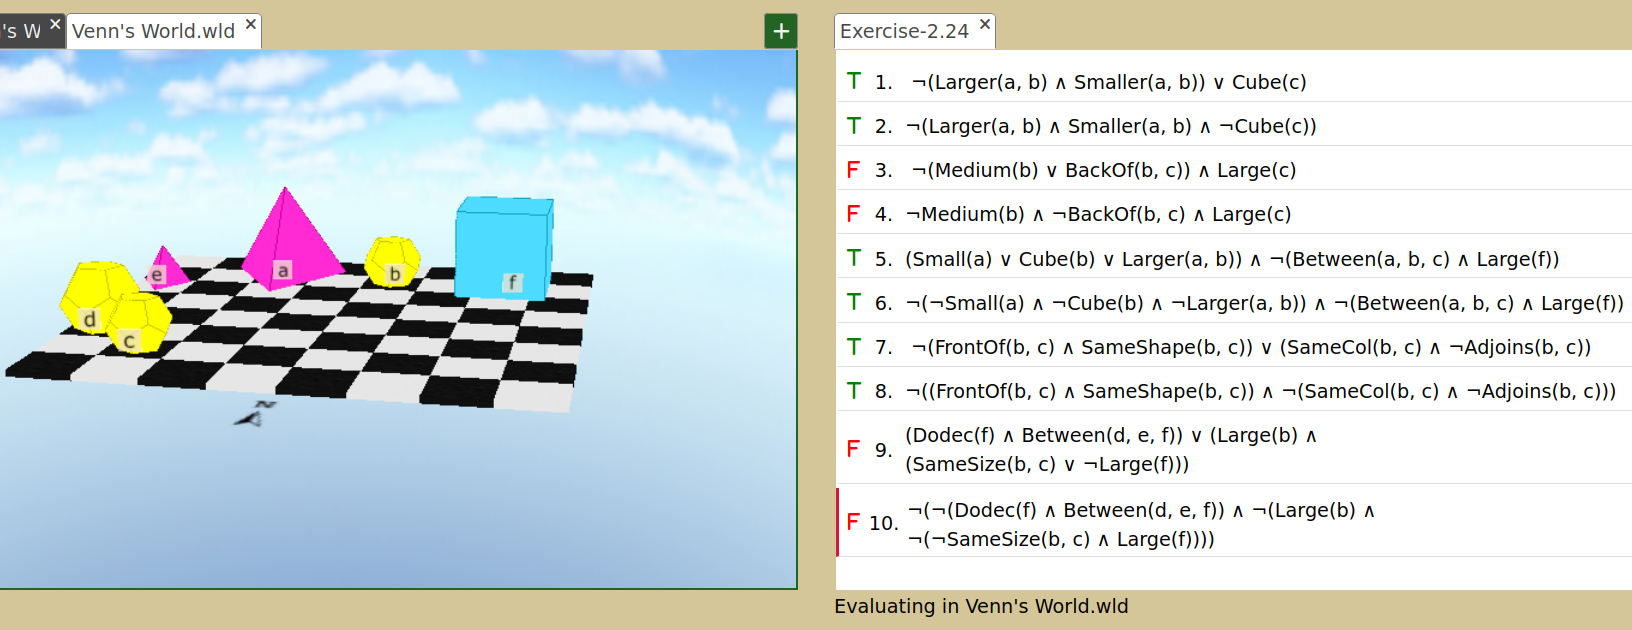 's W × Venn's World.wld × +
Exercise-2.24 ×
T 1. ¬(Larger(a, b) ∧ Smaller(a, b)) ∨ Cube(c)
T 2. ¬(Larger(a, b) ∧ Smaller(a, b) ∧ ¬Cube(c))
F 3. ¬(Medium(b) ∨ BackOf(b, c)) ∧ Large(c)
F 4. ¬Medium(b) ∧ ¬BackOf(b, c) ∧ Large(c)
T 5. (Small(a) ∨ Cube(b) ∨ Larger(a, b)) ∧ ¬(Between(a, b, c) ∧ Large(f))
T 6. ¬(¬Small(a) ∧ ¬Cube(b) ∧ ¬Larger(a, b)) ∧ ¬(Between(a, b, c) ∧ Large(f))
T 7. ¬(FrontOf(b, c) ∧ SameShape(b, c)) ∨ (SameCol(b, c) ∧ ¬Adjoins(b, c))
T 8. ¬((FrontOf(b, c) ∧ SameShape(b, c)) ∧ ¬(SameCol(b, c) ∧ ¬Adjoins(b, c)))
F 9. (Dodec(f) ∧ Between(d, e, f)) ∨ (Large(b) ∧
(SameSize(b, c) ∨ ¬Large(f)))
F 10. ¬(¬(Dodec(f) ∧ Between(d, e, f)) ∧ ¬(Large(b) ∧
¬(¬SameSize(b, c) ∧ Large(f))))
Evaluating in Venn's World.wld
e
a
b
f
d
c
N